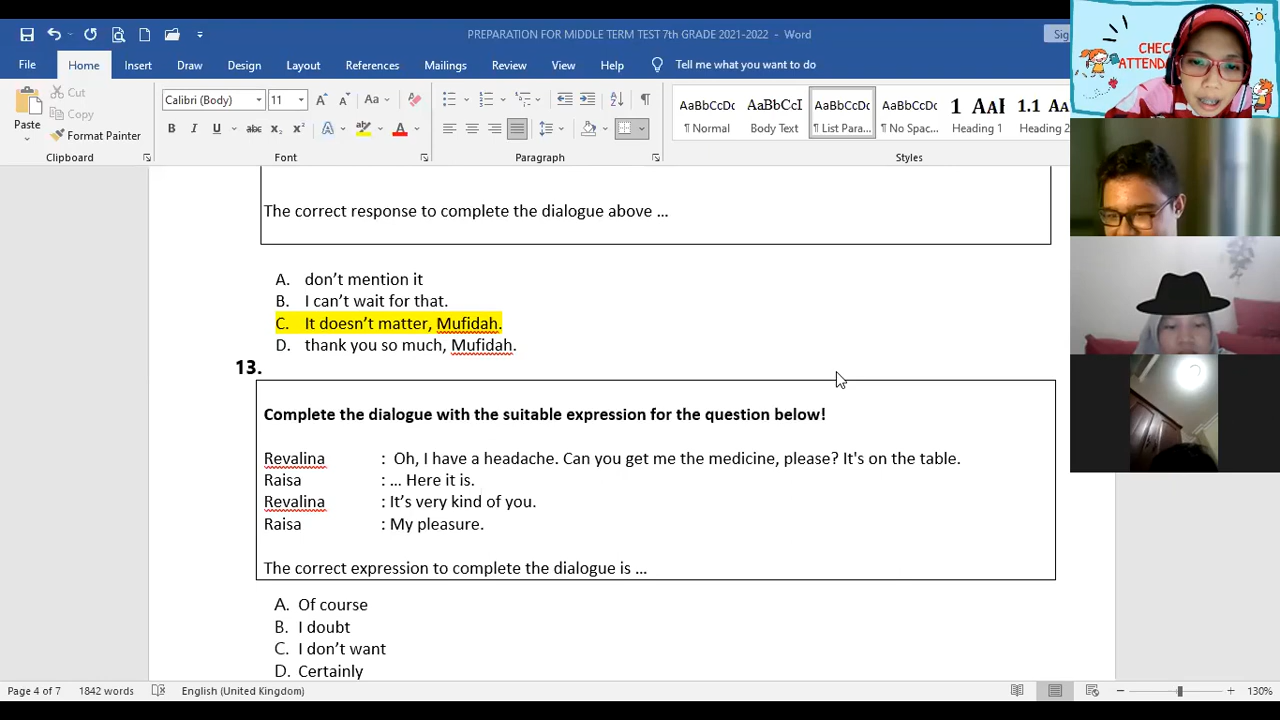 PREPARATION FOR MIDDLE TERM TEST 7th GRADE 2021-2022 - Word
File Home Insert Draw Design Layout References Mailings Review View Help Tell me what you want to do
Paste
Cut
Copy
Format Painter
Clipboard
Calibri (Body) 11
Font
Paragraph
AaBbCcDc AaBbCcI AaBbCcDc AaBbCcDc 1 AaI 1.1 Aa
¶ Normal Body Text ¶ List Para... ¶ No Spac... Heading 1 Heading 2
Styles
CHEC
ATTENDA
The correct response to complete the dialogue above ...
A. don’t mention it
B. I can’t wait for that.
C. It doesn’t matter, Mufidah.
D. thank you so much, Mufidah.
13.
Complete the dialogue with the suitable expression for the question below!
Revalina : Oh, I have a headache. Can you get me the medicine, please? It's on the table.
Raisa : ... Here it is.
Revalina : It’s very kind of you.
Raisa : My pleasure.
The correct expression to complete the dialogue is ...
A. Of course
B. I doubt
C. I don’t want
D. Certainly
Page 4 of 7 1842 words English (United Kingdom) 130%